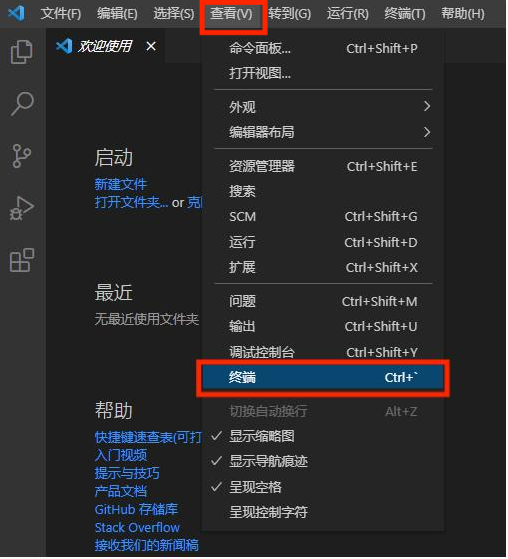 文件(F) 编辑(E) 选择(S) 查看(V) 转到(G) 运行(R) 终端(T) 帮助(H)
欢迎使用
启动
新建文件
打开文件夹... or 克
最近
无最近使用文件夹
帮助
快捷键速查表(可打
入门视频
提示与技巧
产品文档
GitHub 存储库
Stack Overflow
接收我们的新闻稿
命令面板... Ctrl+Shift+P
打开视图...
外观
编辑器布局
资源管理器 Ctrl+Shift+E
搜索
SCM Ctrl+Shift+G
运行 Ctrl+Shift+D
扩展 Ctrl+Shift+X
问题 Ctrl+Shift+M
输出 Ctrl+Shift+U
调试控制台 Ctrl+Shift+Y
终端 Ctrl+`
切换自动换行 Alt+Z
显示缩略图
显示导航痕迹
呈现空格
呈现控制字符